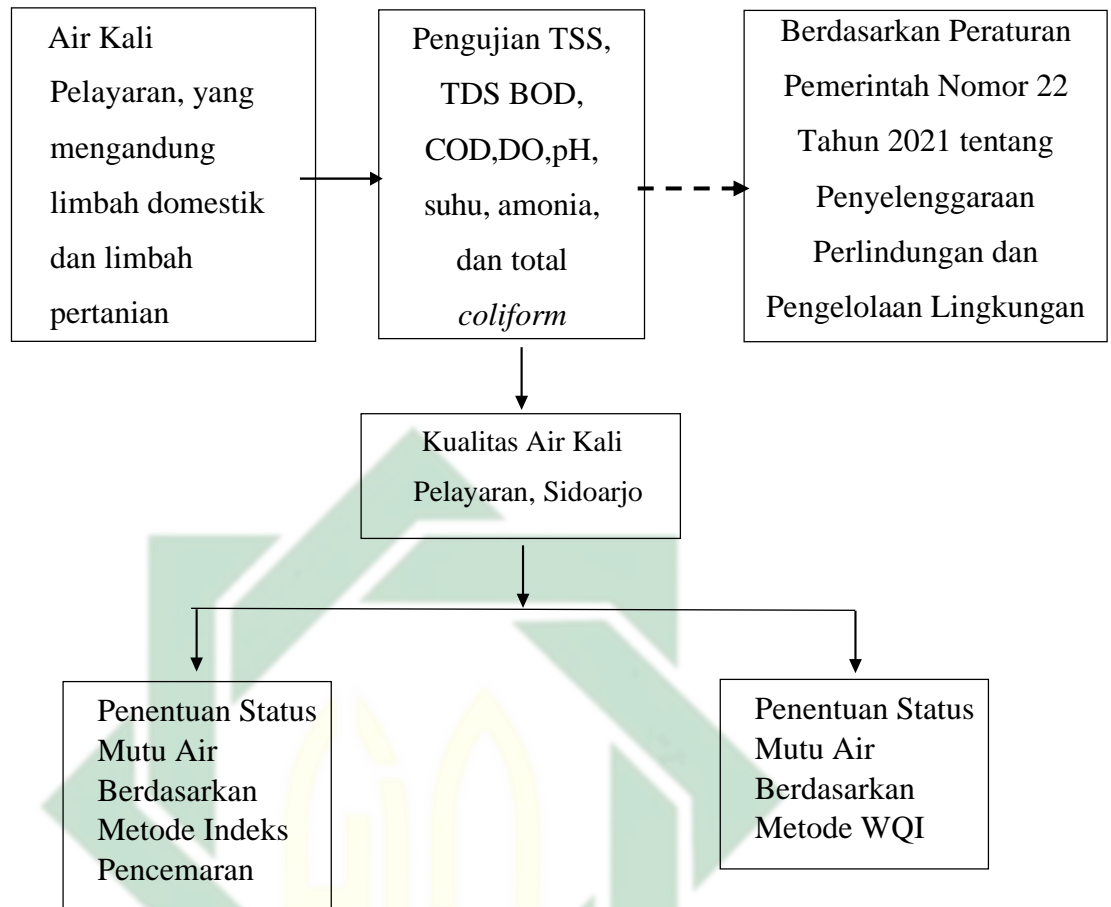 Air Kali
Pelayaran, yang
mengandung
limbah domestik
dan limbah
pertanian
Pengujian TSS,
TDS BOD,
COD,DO,pH,
suhu, amonia,
dan total
coliform
Berdasarkan Peraturan
Pemerintah Nomor 22
Tahun 2021 tentang
Penyelenggaraan
Perlindungan dan
Pengelolaan Lingkungan
Kualitas Air Kali
Pelayaran, Sidoarjo
Penentuan Status
Mutu Air
Berdasarkan
Metode Indeks
Pencemaran
Penentuan Status
Mutu Air
Berdasarkan
Metode WQI